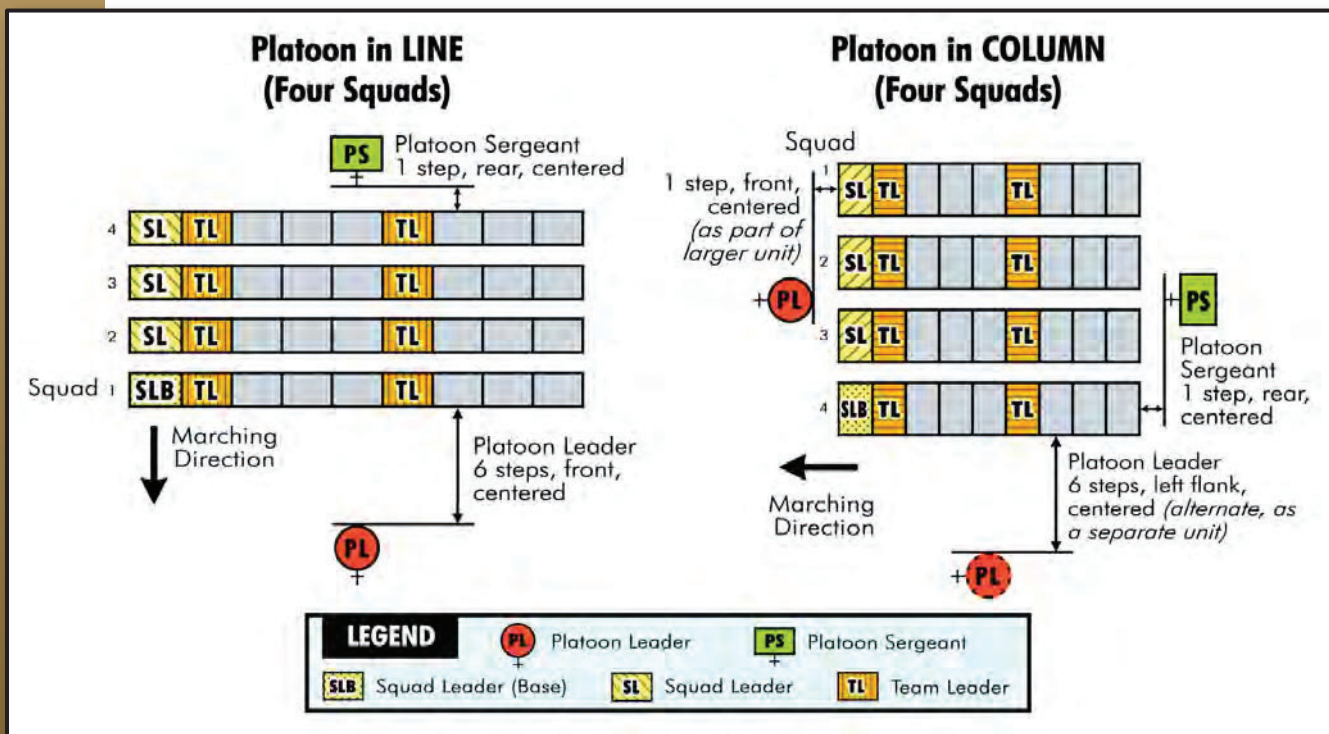 Platoon in LINE
(Four Squads)
PS
Platoon Sergeant
1 step, rear, centered
4 SL TL TL
3 SL TL TL
2 SL TL TL
Squad 1 SLB TL TL
Marching
Direction
Platoon Leader
6 steps, front,
centered
PL
Platoon in COLUMN
(Four Squads)
Squad
1 step, front,
centered
(as part of
larger unit)
PL
1 SL TL TL
2 SL TL TL
3 SL TL TL
4 SLB TL TL
PS
Platoon
Sergeant
1 step, rear,
centered
Marching
Direction
Platoon Leader
6 steps, left flank,
centered (alternate, as
a separate unit)
PL
LEGEND
PL Platoon Leader
PS Platoon Sergeant
SLB Squad Leader (Base)
SL Squad Leader
TL Team Leader